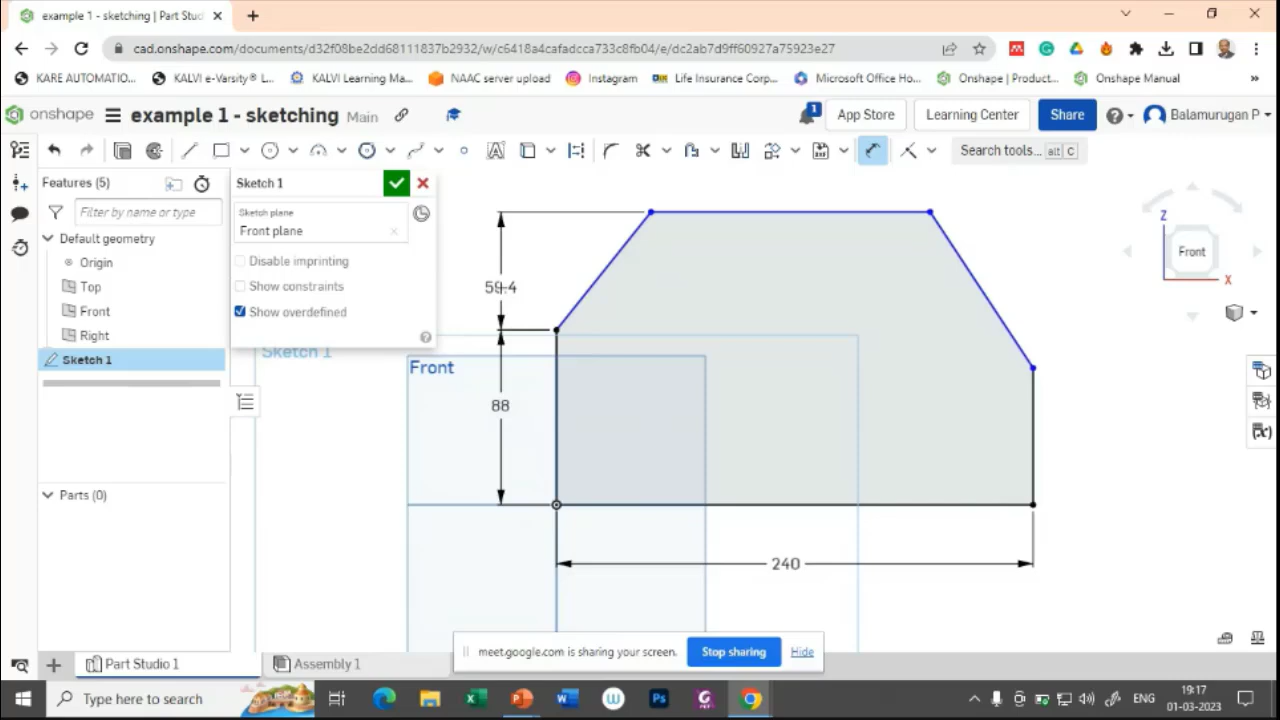 example 1 - sketching | Part Stud
cad.onshape.com/documents/d32f08be2dd68111837b2932/w/c6418a4cafadcca733c8fb04/e/dc2ab7d9ff60927a75923e27
KARE AUTOMATIO...
KALVI e-Varsity® L...
KALVI Learning Ma...
NAAC server upload
Instagram
Life Insurance Corp...
Microsoft Office Ho...
Onshape | Product...
Onshape Manual
»
onshape
example 1 - sketching
Main
1
App Store
Learning Center
Share
Balamurugan P
Search tools... alt C
Features (5)
Filter by name or type
Default geometry
Origin
Top
Front
Right
Sketch 1
Parts (0)
Sketch 1
Sketch plane
Front plane
Disable imprinting
Show constraints
Show overdefined
Sketch 1
Front
59.4
88
240
Z
Front
X
meet.google.com is sharing your screen.
Stop sharing
Hide
Part Studio 1
Assembly 1
Type here to search
ENG
19:17
01-03-2023